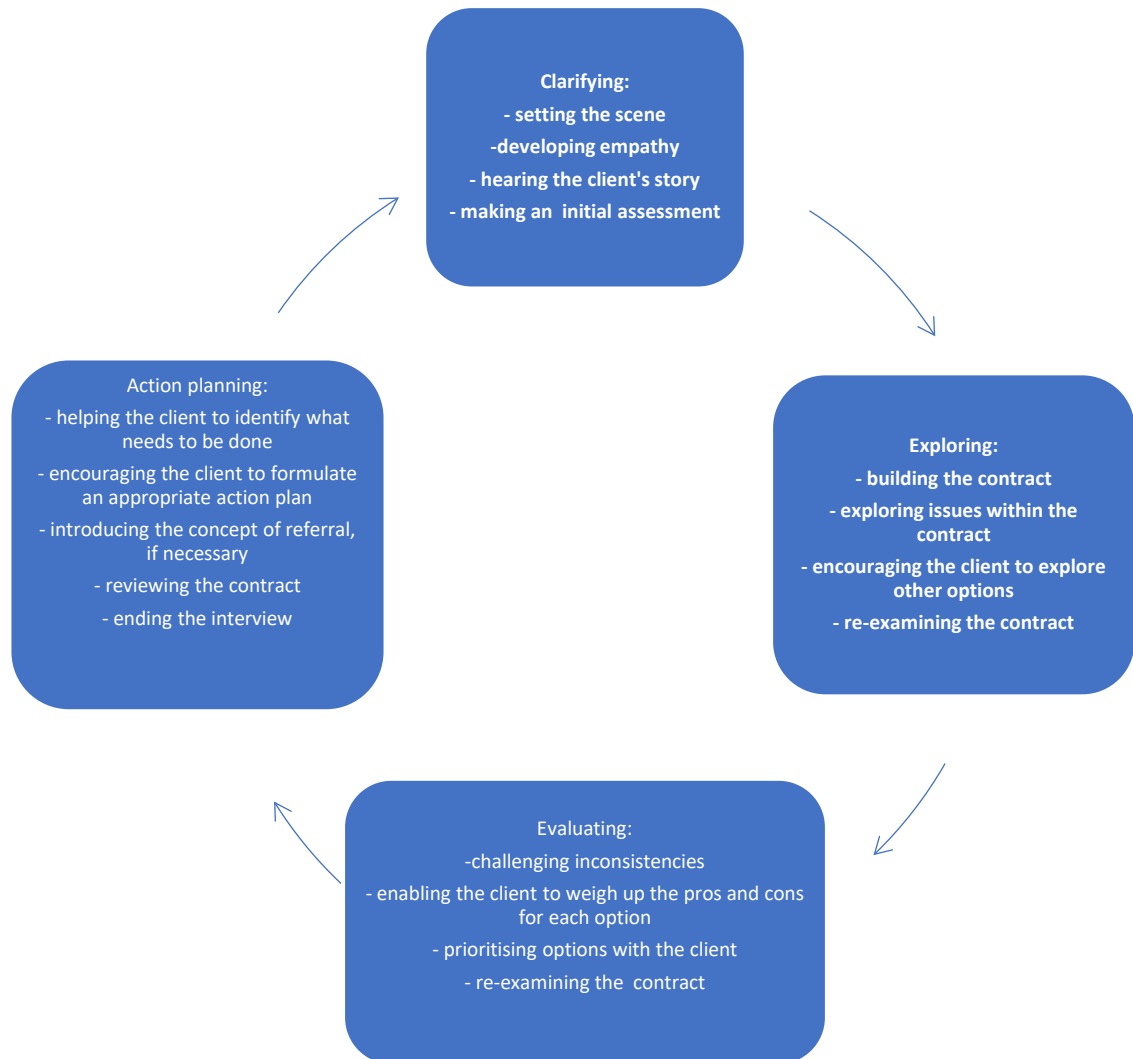 Clarifying:
- setting the scene
-developing empathy
- hearing the client's story
- making an  initial assessment
Exploring:
- building the contract
- exploring issues within the
contract
- encouraging the client to explore
other options
- re-examining the contract
Evaluating:
-challenging inconsistencies
- enabling the client to weigh up the pros and cons
for each option
- prioritising options with the client
- re-examining the  contract
Action planning:
- helping the client to identify what
needs to be done
- encouraging the client to formulate
an appropriate action plan
- introducing the concept of referral,
if necessary
- reviewing the contract
- ending the interview